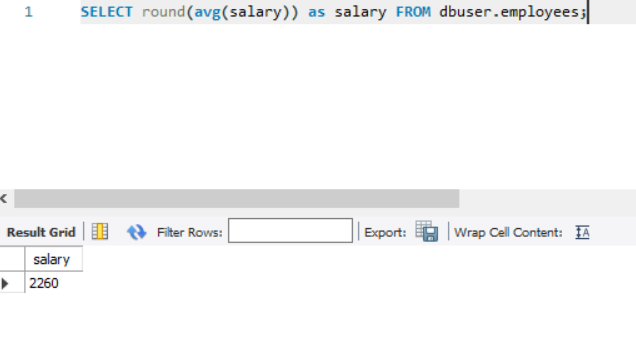 1 SELECT round(avg(salary)) as salary FROM dbuser.employees;
Result Grid Filter Rows: Export: Wrap Cell Content: IA
salary
2260